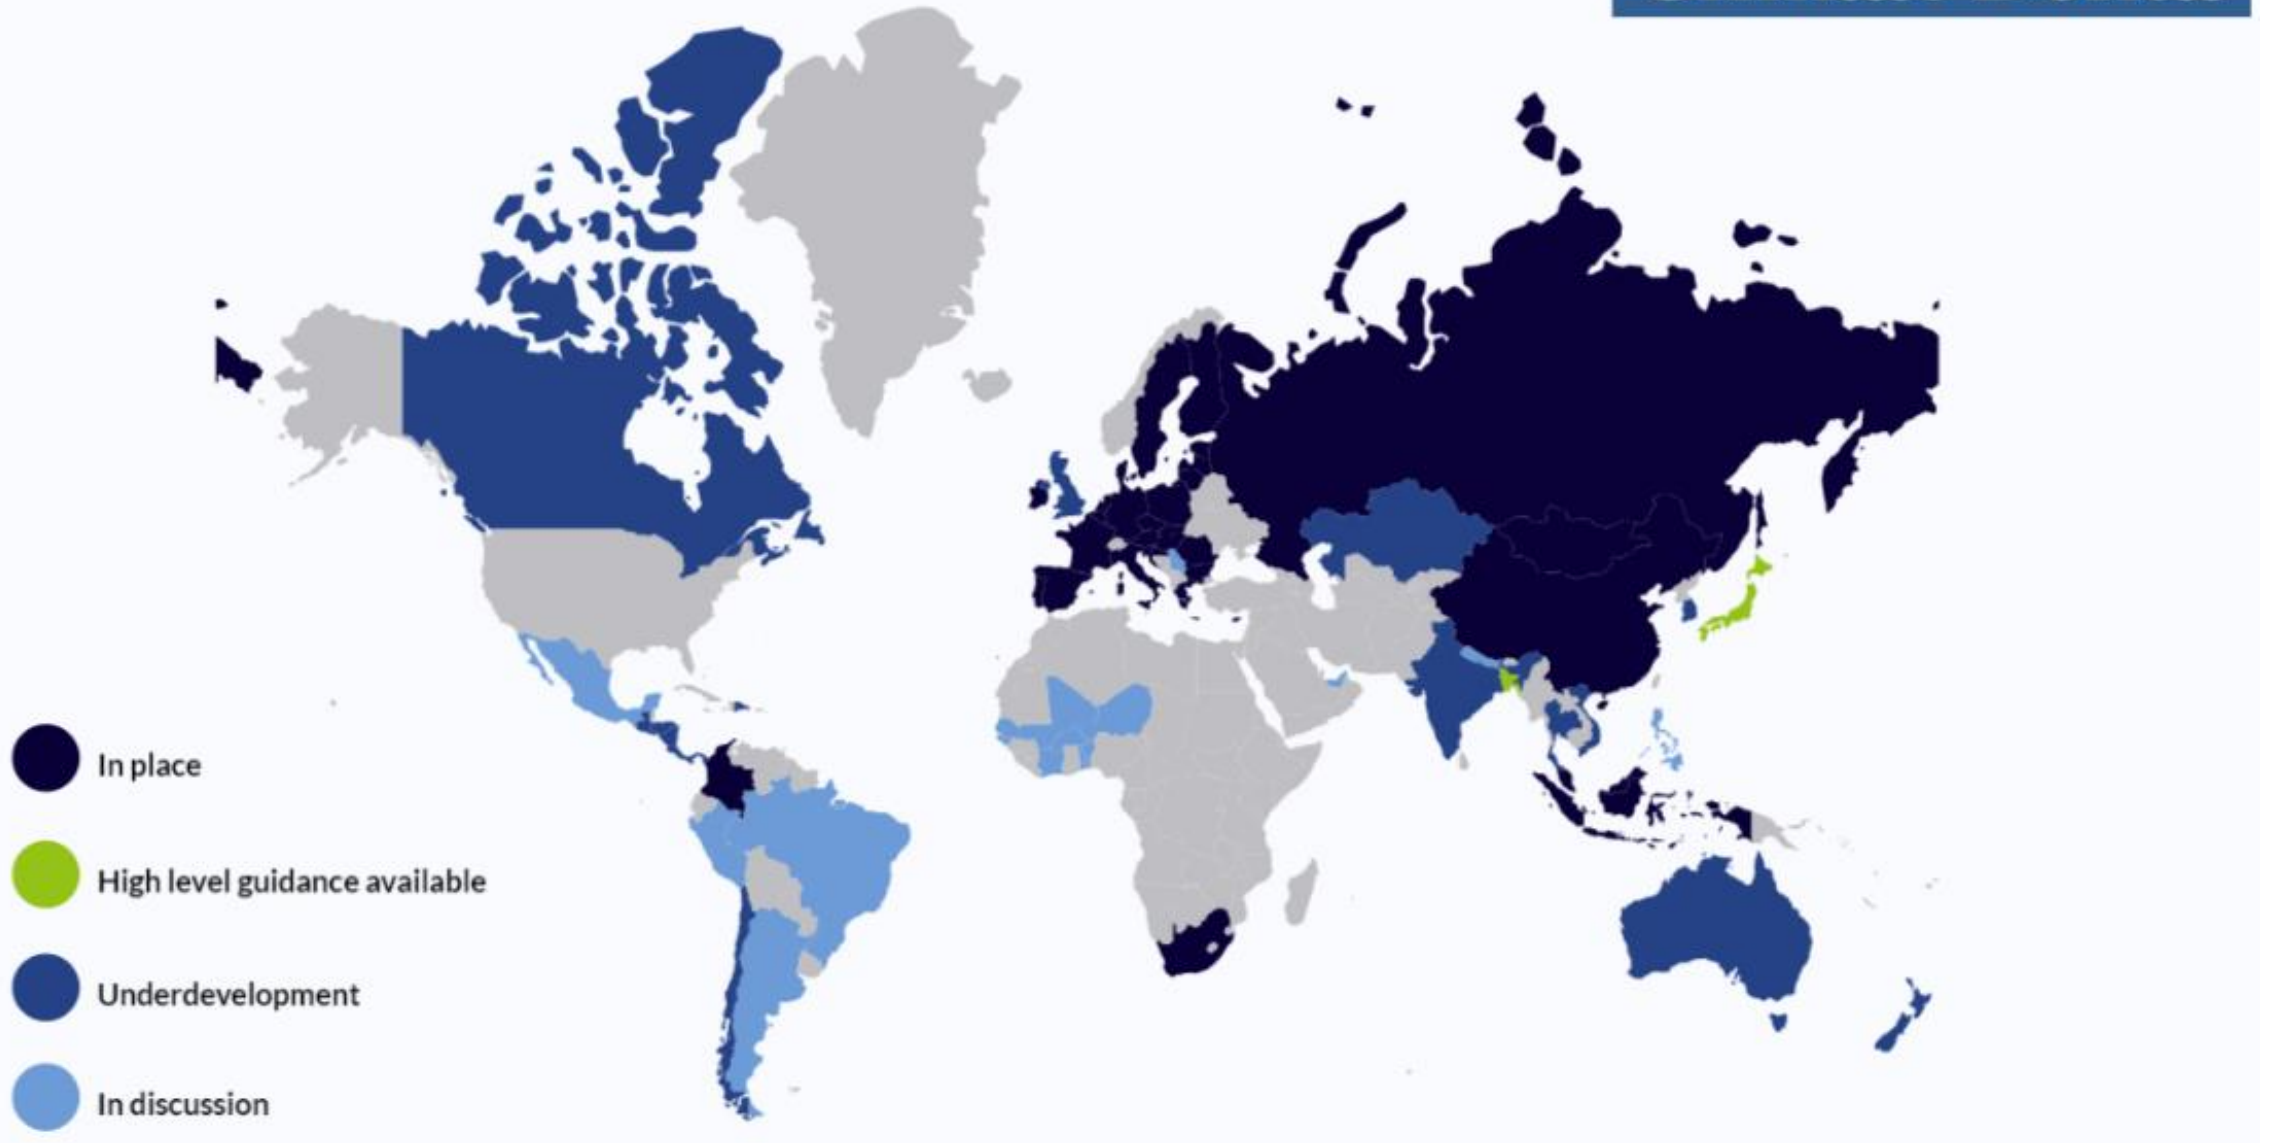 In place
High level guidance available
Underdevelopment
In discussion